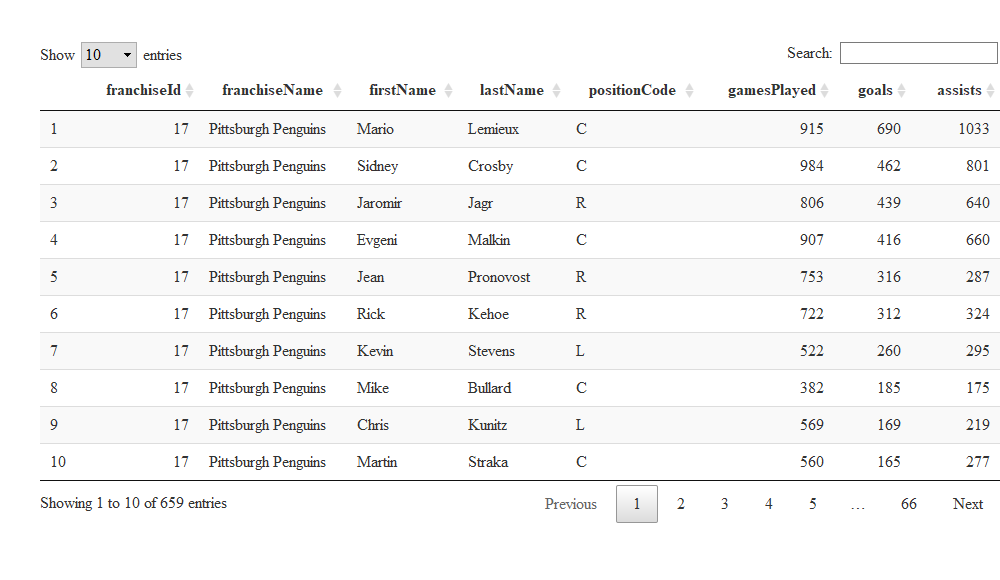 Show 10 entries Search:
franchiseId franchiseName firstName lastName positionCode gamesPlayed goals assists
1 17 Pittsburgh Penguins Mario Lemieux C 915 690 1033
2 17 Pittsburgh Penguins Sidney Crosby C 984 462 801
3 17 Pittsburgh Penguins Jaromir Jagr R 806 439 640
4 17 Pittsburgh Penguins Evgeni Malkin C 907 416 660
5 17 Pittsburgh Penguins Jean Pronovost R 753 316 287
6 17 Pittsburgh Penguins Rick Kehoe R 722 312 324
7 17 Pittsburgh Penguins Kevin Stevens L 522 260 295
8 17 Pittsburgh Penguins Mike Bullard C 382 185 175
9 17 Pittsburgh Penguins Chris Kunitz L 569 169 219
10 17 Pittsburgh Penguins Martin Straka C 560 165 277
Showing 1 to 10 of 659 entries Previous 1 2 3 4 5 … 66 Next